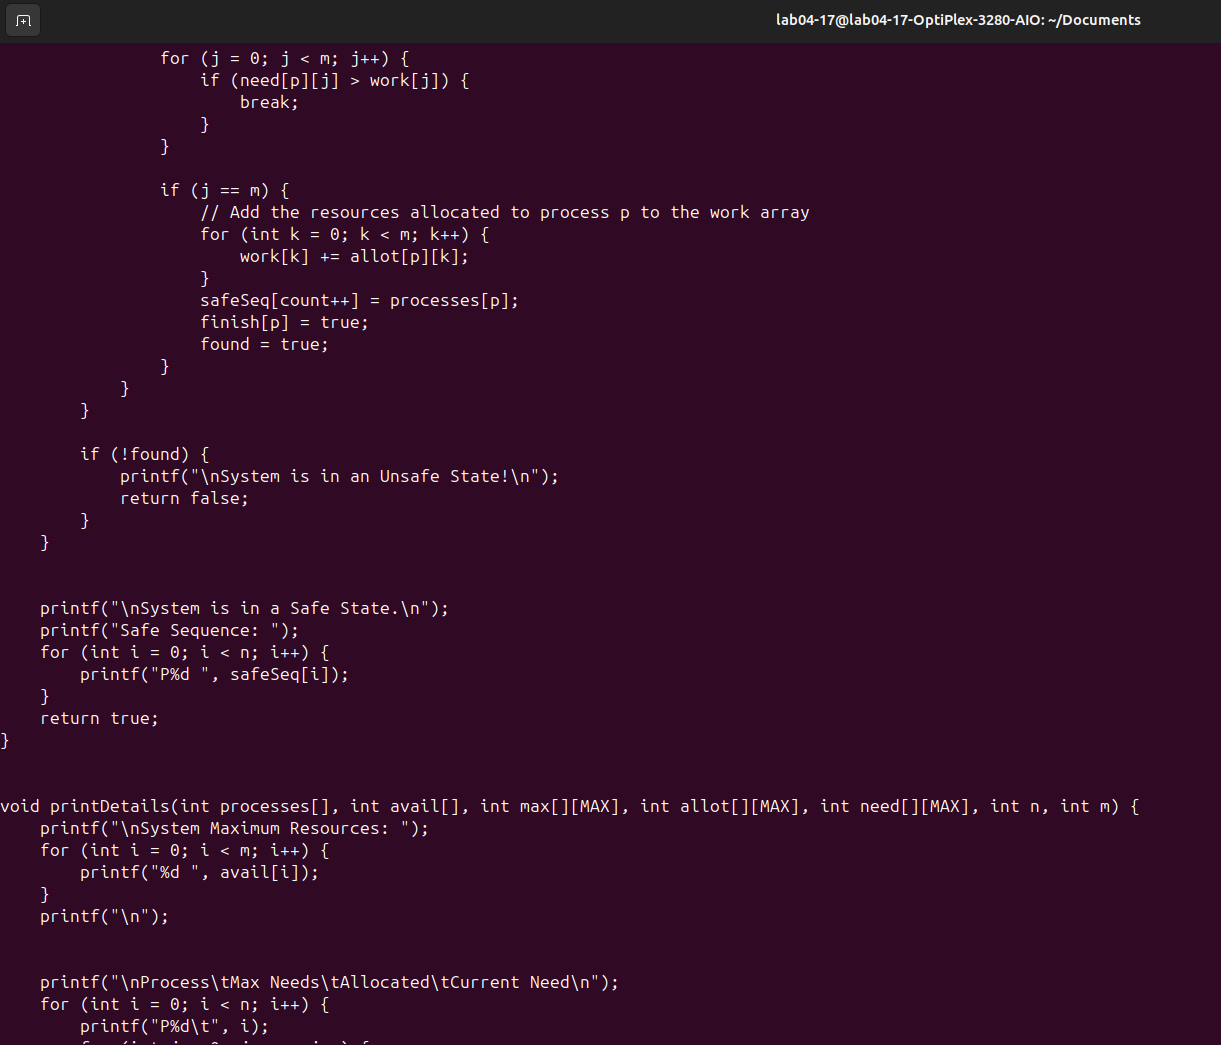 lab04-17@lab04-17-OptiPlex-3280-AIO: ~/Documents
for (j = 0; j < m; j++) {
if (need[p][j] > work[j]) {
break;
}
}
if (j == m) {
// Add the resources allocated to process p to the work array
for (int k = 0; k < m; k++) {
work[k] += allot[p][k];
}
safeSeq[count++] = processes[p];
finish[p] = true;
found = true;
}
}
}
if (!found) {
printf("\nSystem is in an Unsafe State!\n");
return false;
}
}
printf("\nSystem is in a Safe State.\n");
printf("Safe Sequence: ");
for (int i = 0; i < n; i++) {
printf("P%d ", safeSeq[i]);
}
return true;
}
void printDetails(int processes[], int avail[], int max[][MAX], int allot[][MAX], int need[][MAX], int n, int m) {
printf("\nSystem Maximum Resources: ");
for (int i = 0; i < m; i++) {
printf("%d ", avail[i]);
}
printf("\n");
printf("\nProcess\tMax Needs\tAllocated\tCurrent Need\n");
for (int i = 0; i < n; i++) {
printf("P%d\t", i);